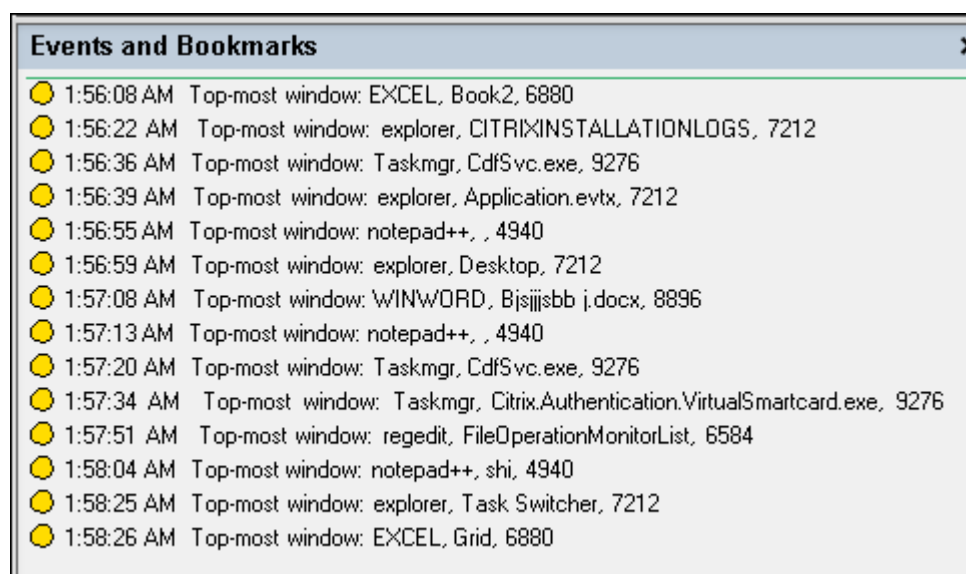 Events and Bookmarks
1:56:08 AM Top-most window: EXCEL, Book2, 6880
1:56:22 AM Top-most window: explorer, CITRIXINSTALLATIONLOGS, 7212
1:56:36 AM Top-most window: Taskmgr, CdfSvc.exe, 9276
1:56:39 AM Top-most window: explorer, Application.evtx, 7212
1:56:55 AM Top-most window: notepad++, , 4940
1:56:59 AM Top-most window: explorer, Desktop, 7212
1:57:08 AM Top-most window: WINWORD, Bjsjjjsbb j.docx, 8896
1:57:13 AM Top-most window: notepad++, , 4940
1:57:20 AM Top-most window: Taskmgr, CdfSvc.exe, 9276
1:57:34 AM Top-most window: Taskmgr, Citrix.Authentication.VirtualSmartcard.exe, 9276
1:57:51 AM Top-most window: regedit, FileOperationMonitorList, 6584
1:58:04 AM Top-most window: notepad++, shi, 4940
1:58:25 AM Top-most window: explorer, Task Switcher, 7212
1:58:26 AM Top-most window: EXCEL, Grid, 6880